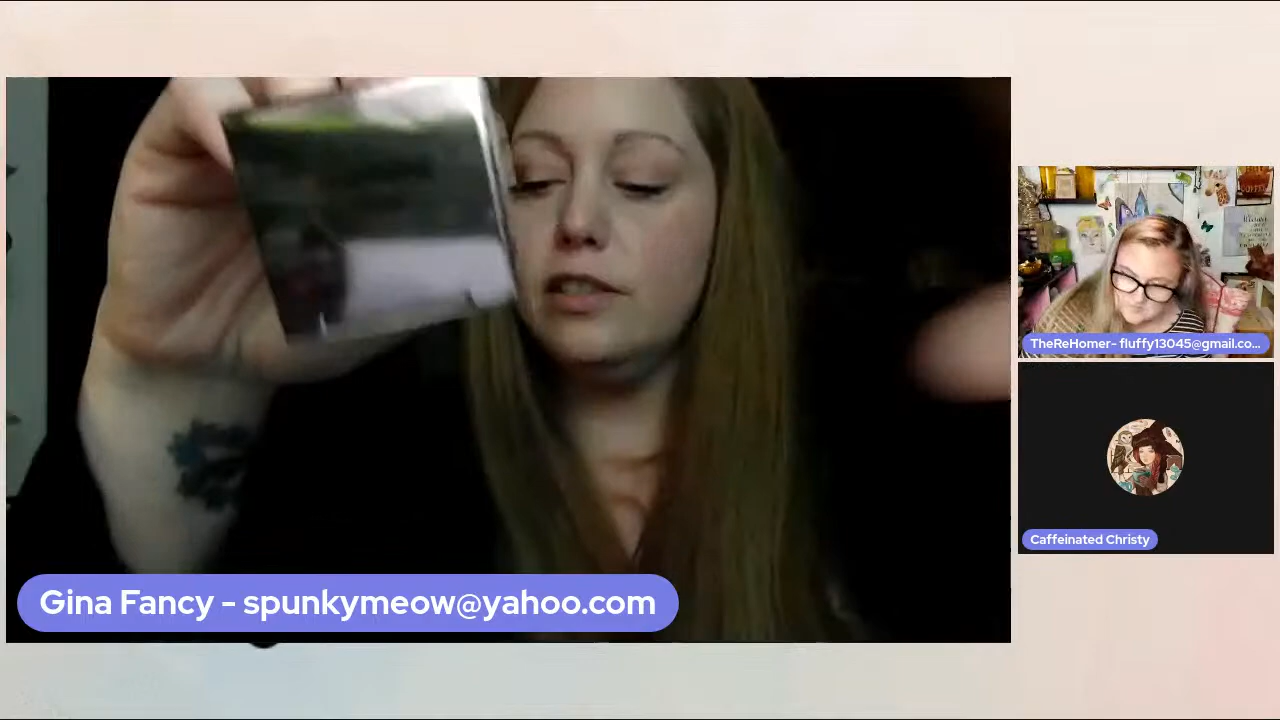 Gina Fancy - spunkymeow@yahoo.com
TheReHomer- fluffy13045@gmail.co...
Caffeinated Christy